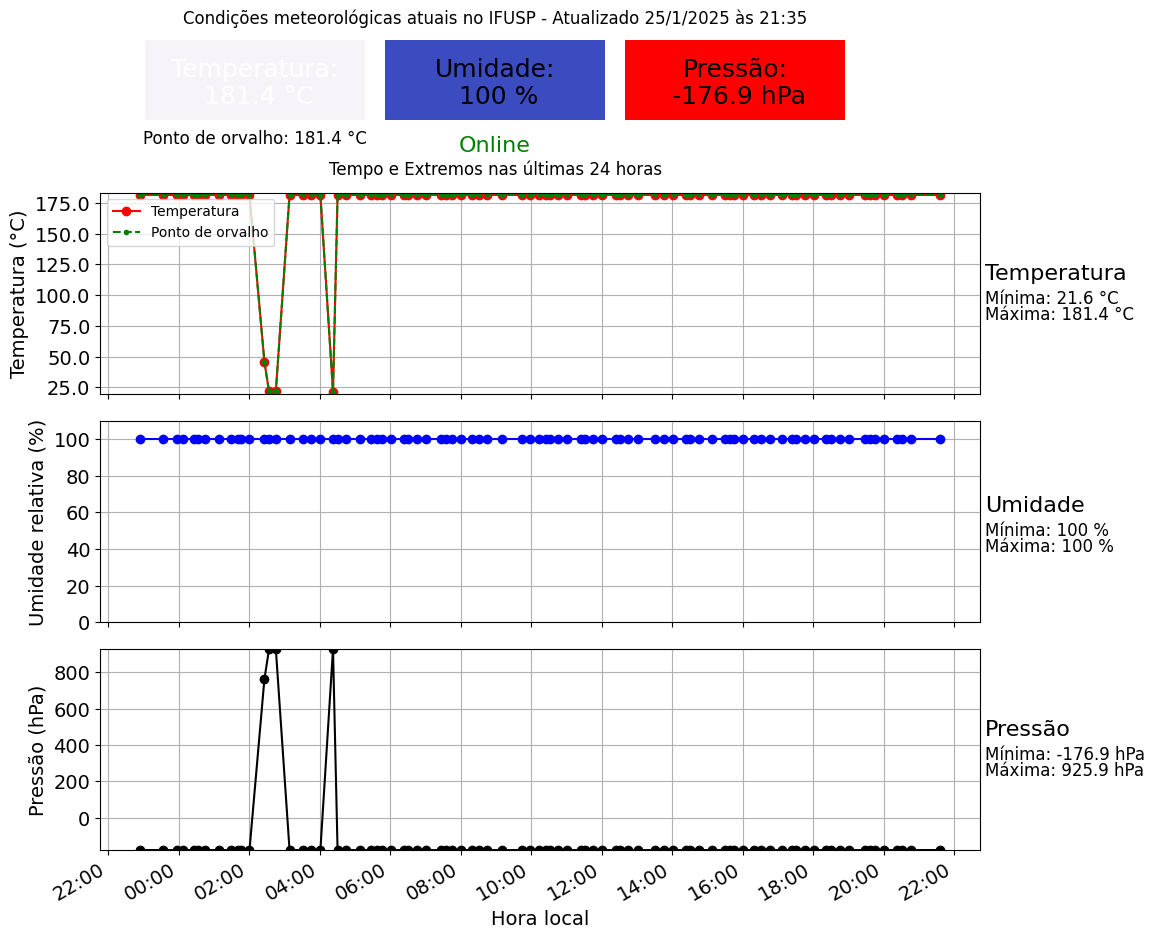 Condições meteorológicas atuais no IFUSP - Atualizado 25/1/2025 às 21:35
Temperatura:
181.4 °C
Umidade:
100 %
Pressão:
-176.9 hPa
Ponto de orvalho: 181.4 °C
Online
Tempo e Extremos nas últimas 24 horas
Temperatura (°C)
175.0
150.0
125.0
100.0
75.0
50.0
25.0
Temperatura
Ponto de orvalho
Temperatura
Mínima: 21.6 °C
Máxima: 181.4 °C
Umidade relativa (%)
100
80
60
40
20
0
Umidade
Mínima: 100 %
Máxima: 100 %
Pressão (hPa)
800
600
400
200
0
Pressão
Mínima: -176.9 hPa
Máxima: 925.9 hPa
22:00 00:00 02:00 04:00 06:00 08:00 10:00 12:00 14:00 16:00 18:00 20:00 22:00
Hora local